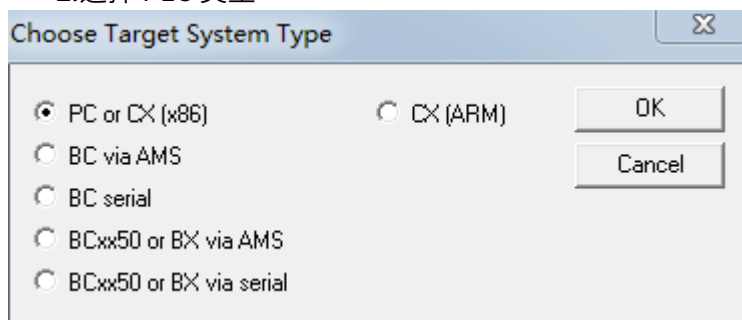 Choose Target System Type
PC or CX (x86)
CX (ARM)
OK
BC via AMS
Cancel
BC serial
BCxx50 or BX via AMS
BCxx50 or BX via serial